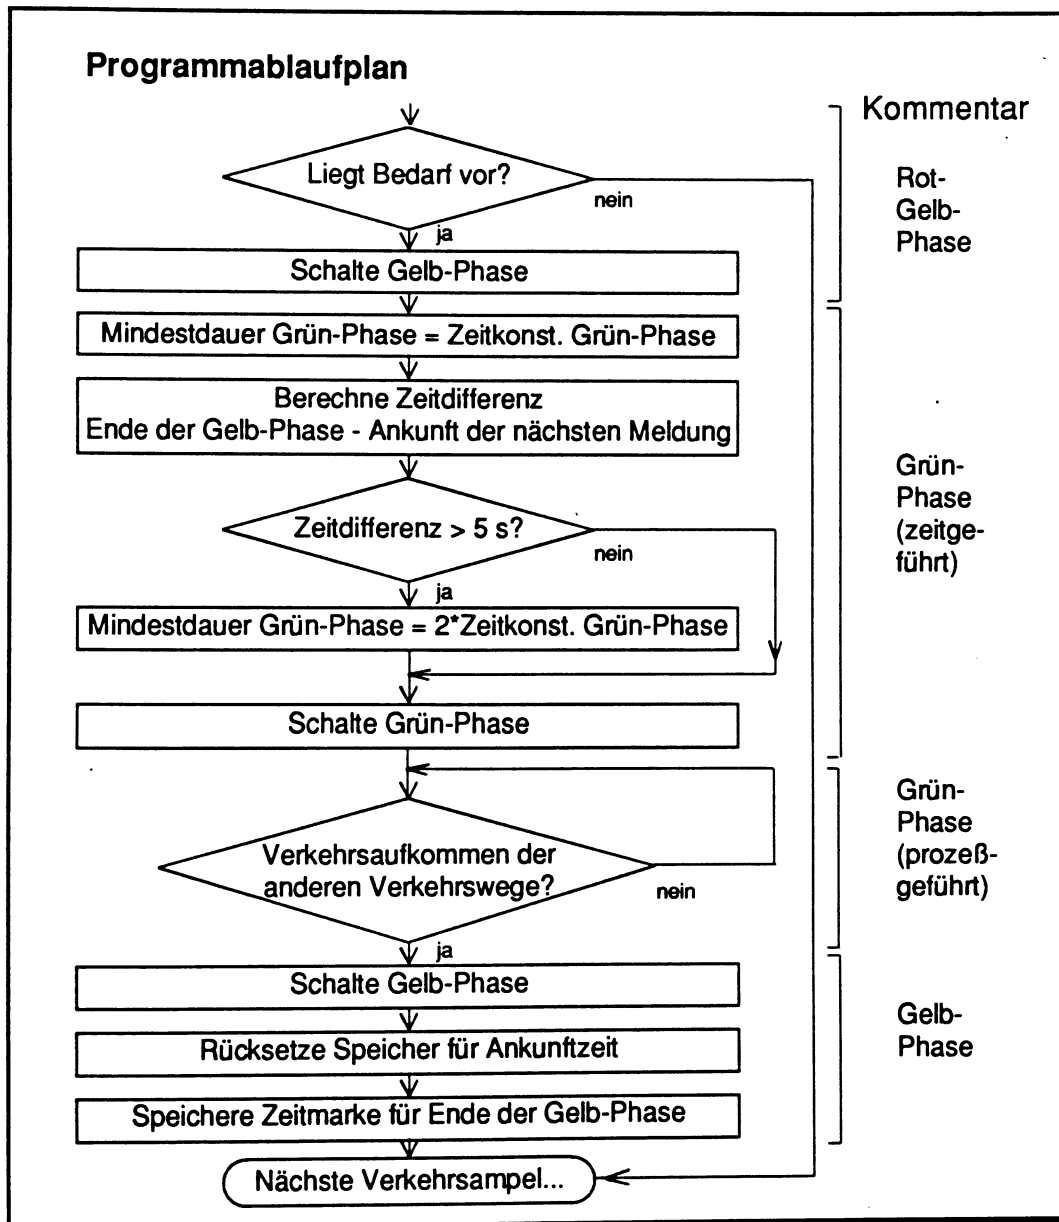 Programmablaufplan
Kommentar
Liegt Bedarf vor?
nein
ja
Rot-
Gelb-
Phase
Schalte Gelb-Phase
Mindestdauer Grün-Phase = Zeitkonst. Grün-Phase
Berechne Zeitdifferenz
Ende der Gelb-Phase - Ankunft der nächsten Meldung
Zeitdifferenz > 5 s?
nein
ja
Grün-
Phase
(zeitge-
führt)
Mindestdauer Grün-Phase = 2*Zeitkonst. Grün-Phase
Schalte Grün-Phase
Verkehrsaufkommen der
anderen Verkehrswege?
nein
ja
Grün-
Phase
(prozeß-
geführt)
Schalte Gelb-Phase
Rücksetze Speicher für Ankunftzeit
Speichere Zeitmarke für Ende der Gelb-Phase
Gelb-
Phase
Nächste Verkehrsampel...